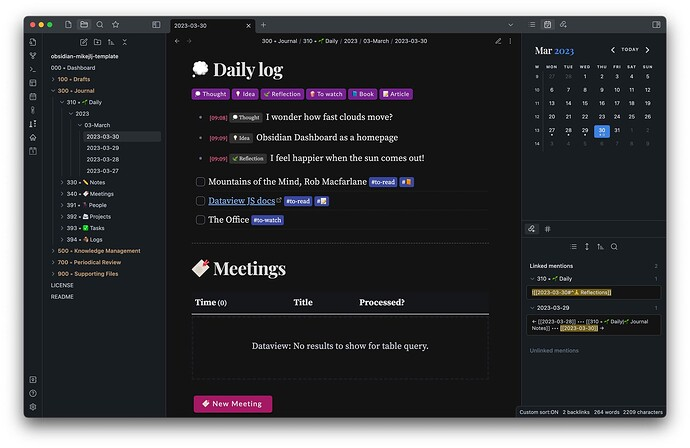 2023-03-30
300 • Journal / 310 • 🌱 Daily / 2023 / 03-March / 2023-03-30
obsidian-mikejlj-template
000 • Dashboard
100 • Drafts
300 • Journal
310 • 🌱 Daily
2023
03-March
2023-03-30
2023-03-29
2023-03-28
2023-03-27
330 • ✏️ Notes
340 • Meetings
391 • People
392 • Projects
393 • ✅ Tasks
394 • Logs
500 • Knowledge Management
700 • Periodical Review
900 • Supporting Files
LICENSE
README
💭 Daily log
💭 Thought
💡 Idea
🌱 Reflection
🍿 To watch
📘 Book
📝 Article
[09:08] 💭 Thought I wonder how fast clouds move?
[09:09] 💡 Idea Obsidian Dashboard as a homepage
[09:09] 🌱 Reflection I feel happier when the sun comes out!
Mountains of the Mind, Rob Macfarlane #to-read #📙
Dataview JS docs #to-read #📝
The Office #to-watch
Meetings
Time (0) Title Processed?
Dataview: No results to show for table query.
New Meeting
Mar 2023 TODAY
W MON TUE WED THU FRI SAT SUN
9 27 28 1 2 3 4 5
10 6 7 8 9 10 11 12
11 13 14 15 16 17 18 19
12 20 21 22 23 24 25 26
13 27 28 29 30 31 1 2
14 3 4 5 6 7 8 9
#
Linked mentions 2
310 • 🌱 Daily 1
![[2023-03-30#^🙏 Reflections]]
2023-03-29 1
← [[2023-03-28]] ••• [[310 • 🌱 Daily|🌱 Journal
Notes]] ••• [[2023-03-30]] →
Unlinked mentions
Custom sort:ON 2 backlinks 264 words 2209 characters